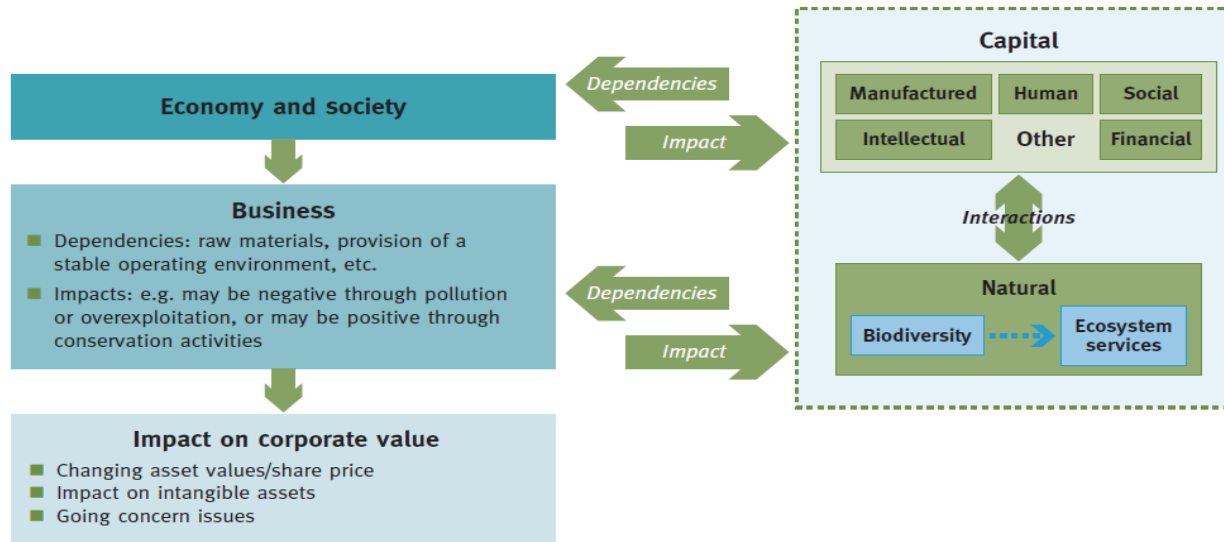 Economy and society
Business
Dependencies: raw materials, provision of a
stable operating environment, etc.
Impacts: e.g. may be negative through pollution
or overexploitation, or may be positive through
conservation activities
Impact on corporate value
Changing asset values/share price
Impact on intangible assets
Going concern issues
Dependencies
Impact
Dependencies
Impact
Capital
Manufactured
Human
Social
Intellectual
Other
Financial
Interactions
Natural
Biodiversity
Ecosystem
services